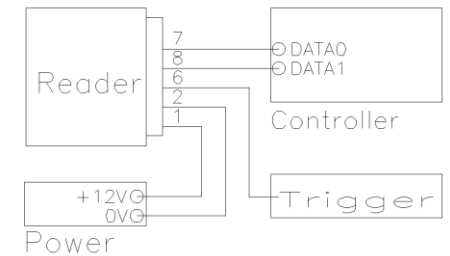 Reader
7
8
6
2
1
DATA0
DATA1
Controller
+12V
0V
Power
Trigger